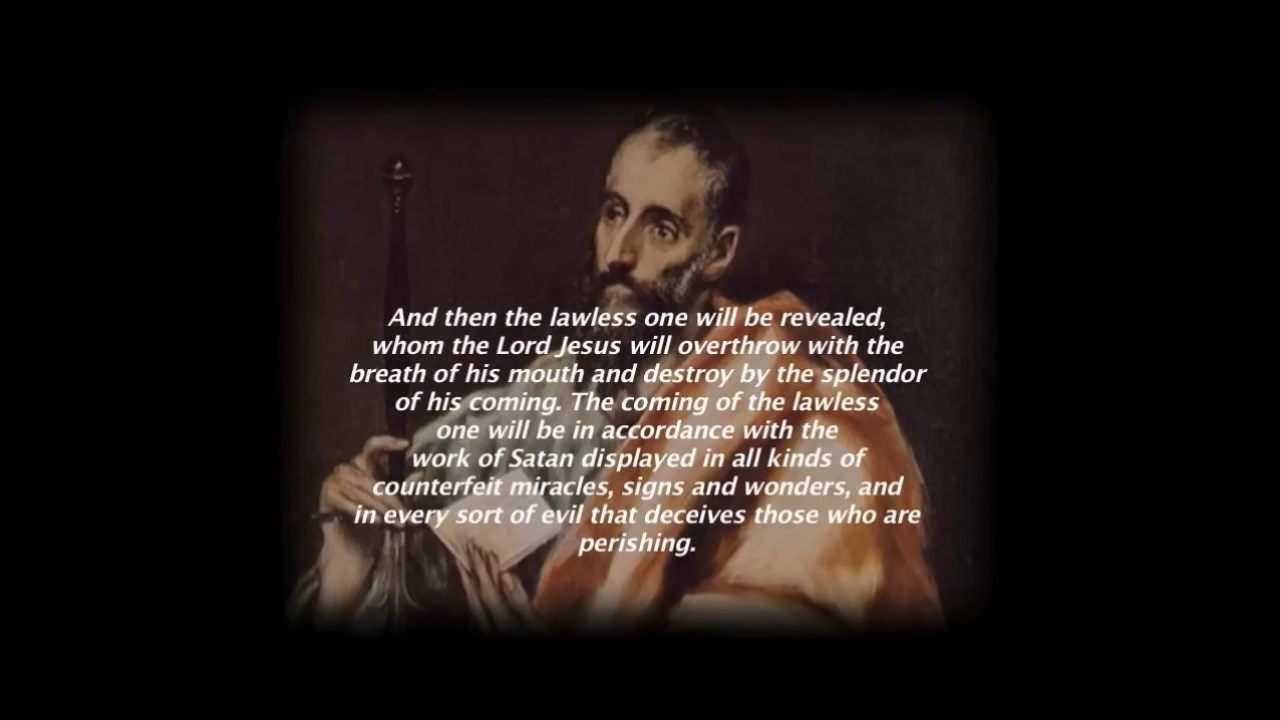 And then the lawless one will be revealed,
whom the Lord Jesus will overthrow with the
breath of his mouth and destroy by the splendor
of his coming. The coming of the lawless
one will be in accordance with the
work of Satan displayed in all kinds of
counterfeit miracles, signs and wonders, and
in every sort of evil that deceives those who are
perishing.